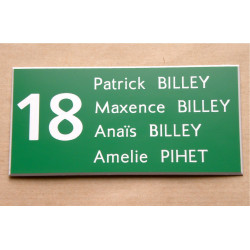 18
Patrick BILLEY
Maxence BILLEY
Anaïs BILLEY
Amelie PIHET